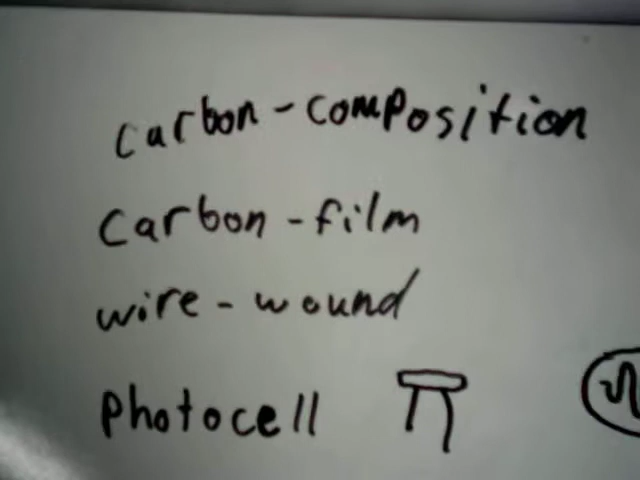 carbon-composition
carbon-film
wire-wound
photocell